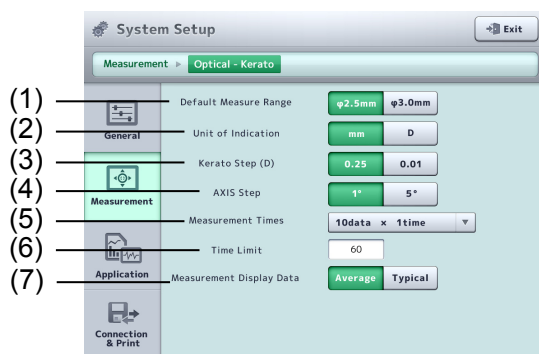 System Setup
Exit
Measurement ▶ Optical - Kerato
(1) Default Measure Range φ2.5mm φ3.0mm
General
(2) Unit of Indication mm D
(3) Kerato Step (D) 0.25 0.01
(4) AXIS Step 1° 5°
Measurement
(5) Measurement Times 10data × 1time ▼
(6) Time Limit 60
Application
(7) Measurement Display Data Average Typical
Connection
& Print